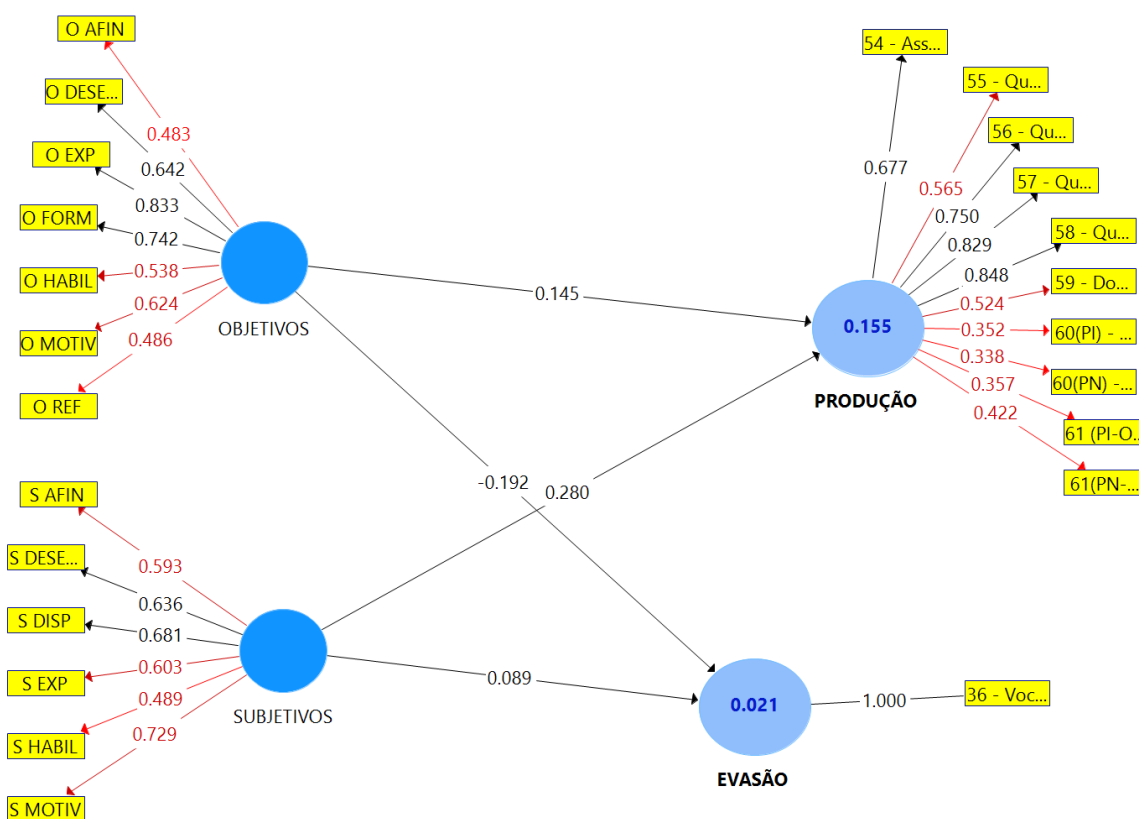 O AFIN
O DESE...
O EXP
O FORM
O HABIL
O MOTIV
O REF
0.483
0.642
0.833
0.742
0.538
0.624
0.486
OBJETIVOS
S AFIN
S DESE...
S DISP
S EXP
S HABIL
S MOTIV
0.593
0.636
0.681
0.603
0.489
0.729
SUBJETIVOS
0.145
-0.192
0.280
0.089
0.155
PRODUÇÃO
0.677
0.565
0.750
0.829
0.848
0.524
0.352
0.338
0.357
0.422
54 - Ass...
55 - Qu...
56 - Qu...
57 - Qu...
58 - Qu...
59 - Do...
60(PI) - ...
60(PN) -...
61 (PI-O...
61(PN-...
0.021
EVASÃO
1.000
36 - Voc...